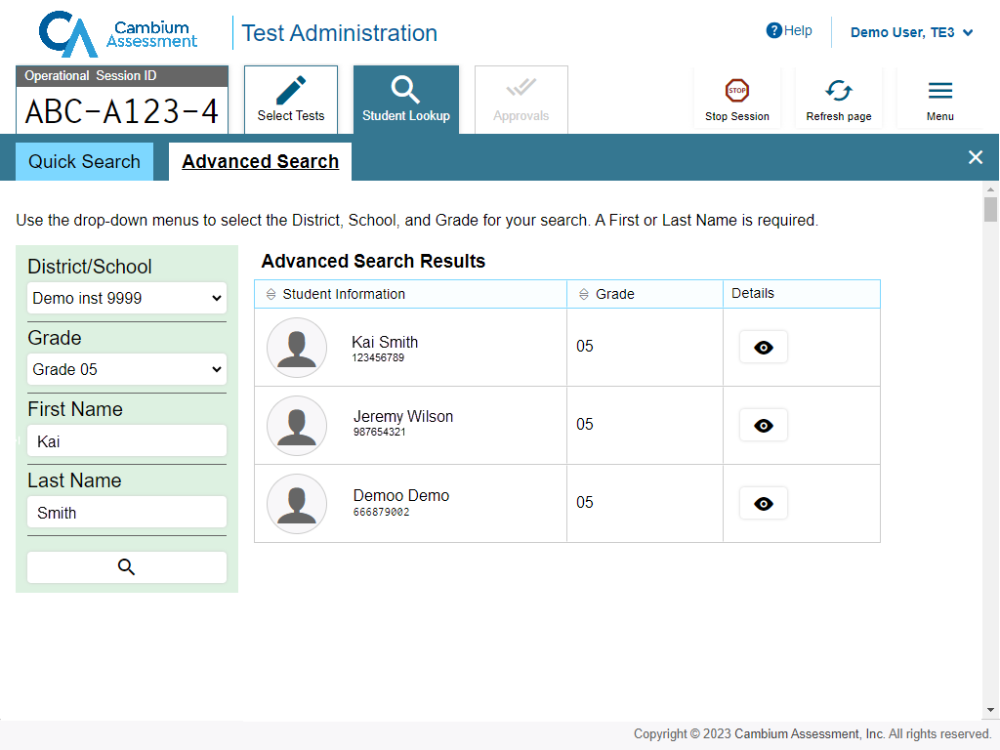 Cambium
Assessment
Test Administration
? Help
Demo User, TE3
Operational Session ID
ABC-A123-4
Select Tests
Student Lookup
Approvals
STOP
Stop Session
Refresh page
Menu
Quick Search
Advanced Search
Use the drop-down menus to select the District, School, and Grade for your search. A First or Last Name is required.
District/School
Demo inst 9999
Grade
Grade 05
First Name
Kai
Last Name
Smith
Advanced Search Results
Student Information Grade Details
Kai Smith
123456789
05
Jeremy Wilson
987654321
05
Demoo Demo
666879002
05
Copyright © 2023 Cambium Assessment, Inc. All rights reserved.